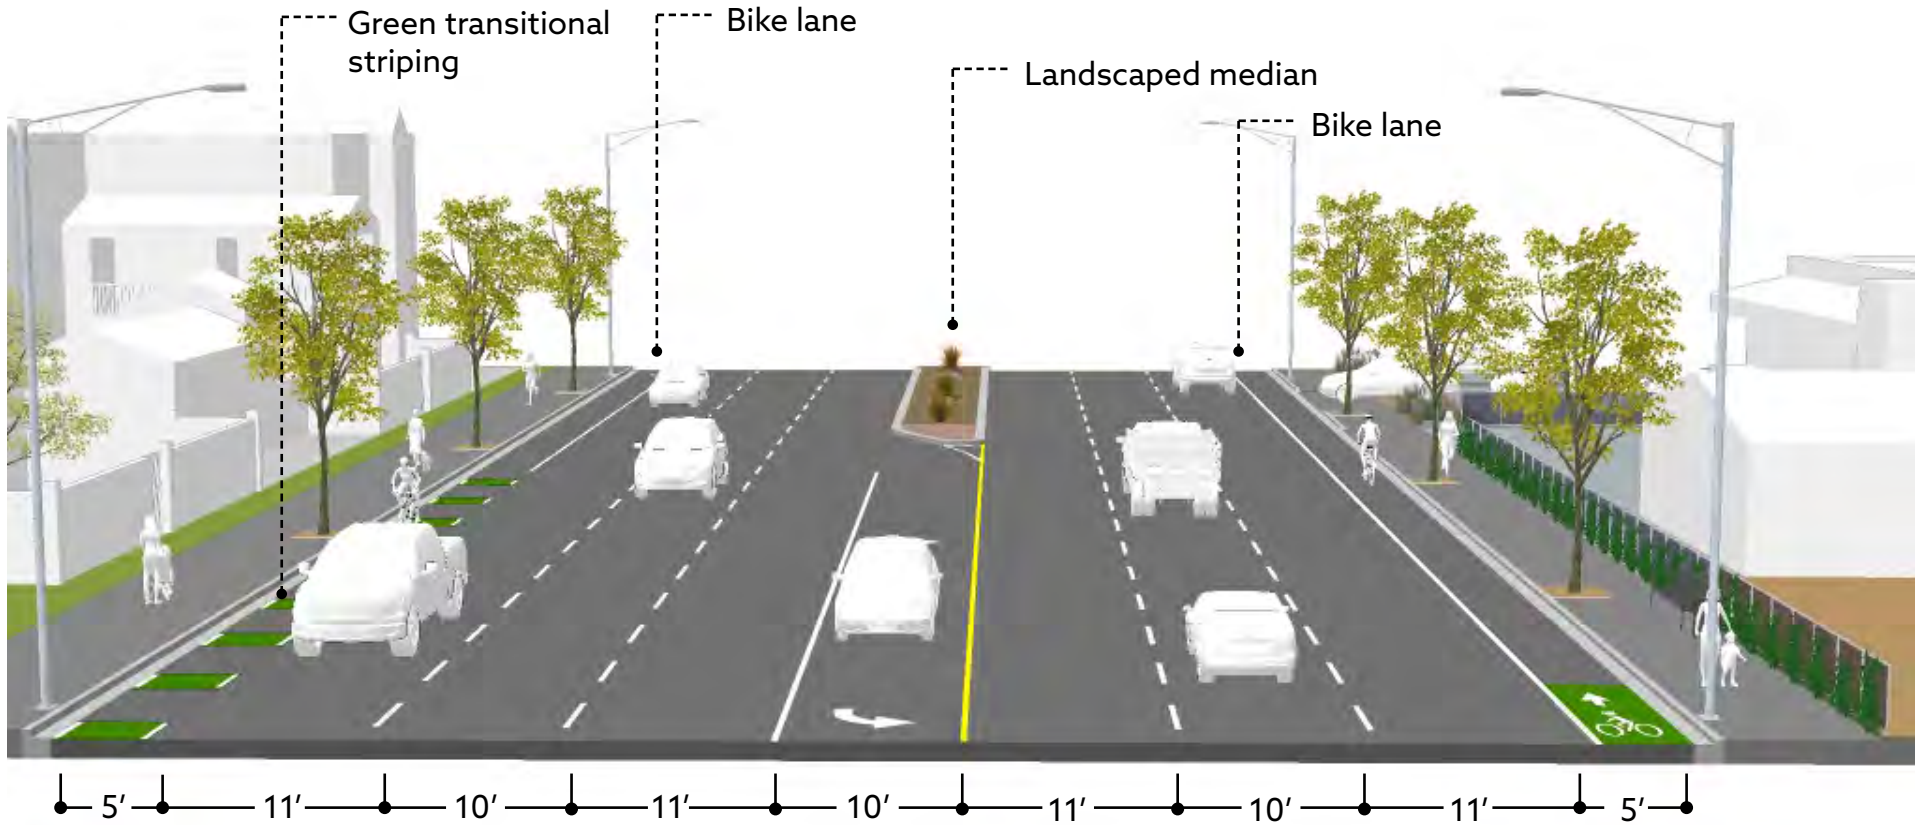 Green transitional
striping
Bike lane
Landscaped median
Bike lane
5′ 11′ 10′ 11′ 10′ 11′ 10′ 11′ 5′